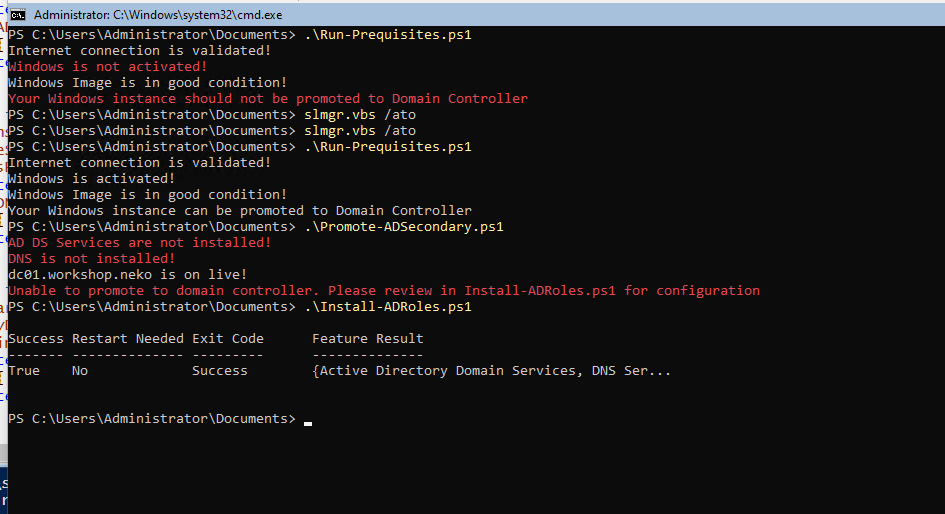 Administrator: C:\Windows\system32\cmd.exe
PS C:\Users\Administrator\Documents> .\Run-Prequisites.ps1
Internet connection is validated!
Windows is not activated!
Windows Image is in good condition!
Your Windows instance should not be promoted to Domain Controller
PS C:\Users\Administrator\Documents> slmgr.vbs /ato
PS C:\Users\Administrator\Documents> slmgr.vbs /ato
PS C:\Users\Administrator\Documents> .\Run-Prequisites.ps1
Internet connection is validated!
Windows is activated!
Windows Image is in good condition!
Your Windows instance can be promoted to Domain Controller
PS C:\Users\Administrator\Documents> .\Promote-ADSecondary.ps1
AD DS Services are not installed!
DNS is not installed!
dc01.workshop.neko is on live!
Unable to promote to domain controller. Please review in Install-ADRoles.ps1 for configuration
PS C:\Users\Administrator\Documents> .\Install-ADRoles.ps1
Success Restart Needed Exit Code      Feature Result
------- -------------- ---------      --------------
True    No             Success        {Active Directory Domain Services, DNS Ser...
PS C:\Users\Administrator\Documents>